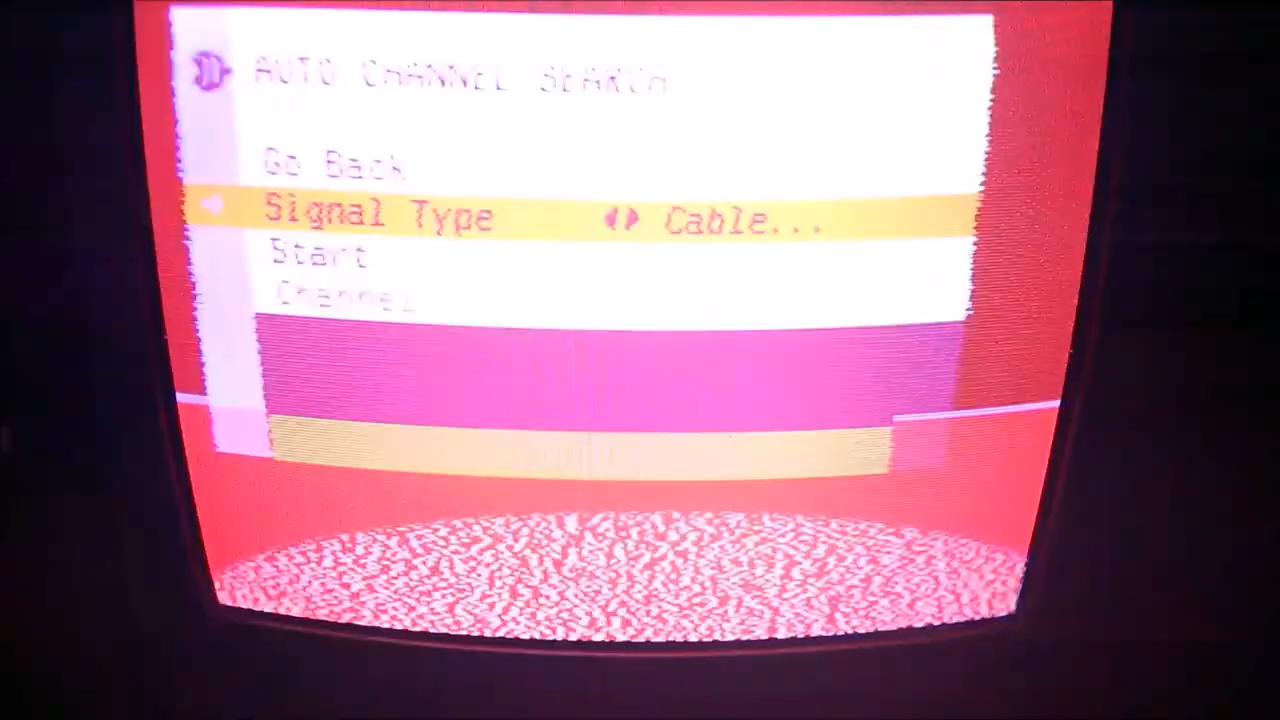 AUTO CHANNEL SEARCH
Go Back
Signal Type Cable...
Start
Channel